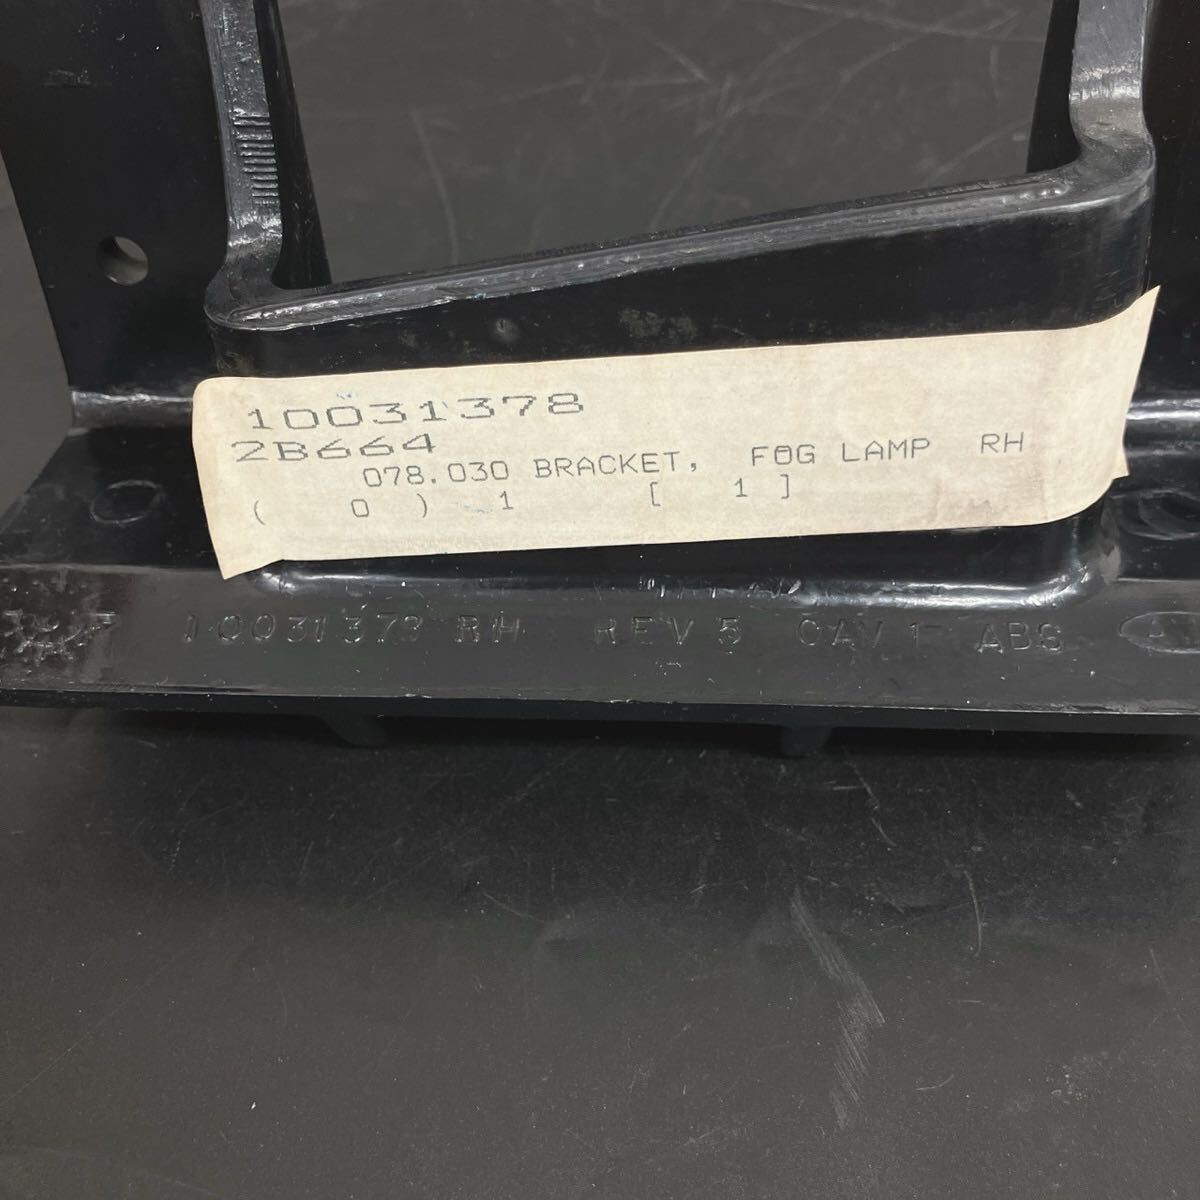 10031378
2B664
078.030 BRACKET, FOG LAMP RH
( 0 ) 1 [ 1 ]
10031378 RH REV 5 CAV 1 ABS